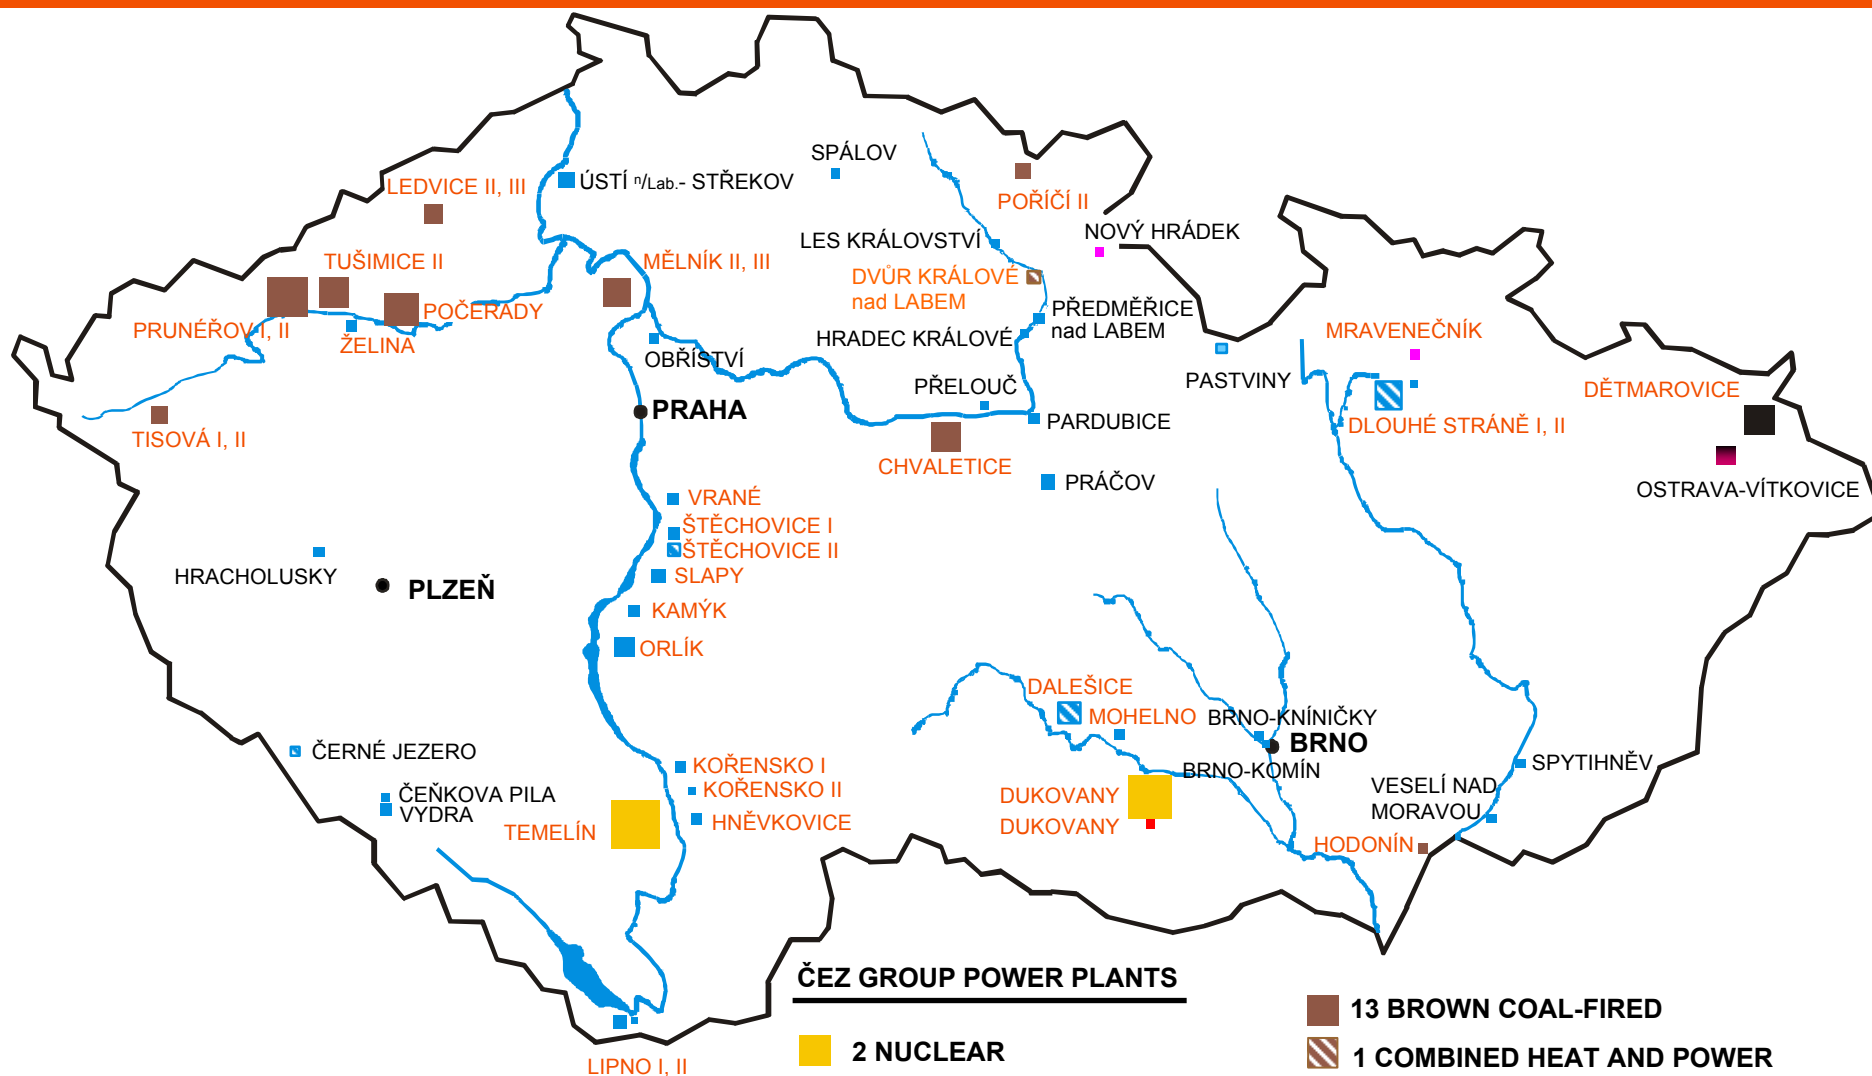 SPÁLOV
ÚSTÍ n/Lab.- STŘEKOV
LEDVICE II, III
POŘÍČÍ II
NOVÝ HRÁDEK
LES KRÁLOVSTVÍ
TUŠIMICE II
MĚLNÍK II, III
DVŮR KRÁLOVÉ
nad LABEM
POČERADY
PŘEDMĚŘICE
nad LABEM
PRUNÉŘOV I, II
ŽELINA
HRADEC KRÁLOVÉ
MRAVENEČNÍK
OBŘÍSTVÍ
PŘELOUČ
PASTVINY
DĚTMAROVICE
PRAHA
PARDUBICE
DLOUHÉ STRÁNĚ I, II
TISOVÁ I, II
CHVALETICE
PRÁČOV
OSTRAVA-VÍTKOVICE
VRANÉ
ŠTĚCHOVICE I
ŠTĚCHOVICE II
HRACHOLUSKY
SLAPY
PLZEŇ
KAMÝK
ORLÍK
DALEŠICE
MOHELNO
BRNO-KNÍNIČKY
BRNO
ČERNÉ JEZERO
KOŘENSKO I
BRNO-KOMÍN
SPYTIHNĚV
KOŘENSKO II
ČEŇKOVA PILA
VYDRA
DUKOVANY
VESELÍ NAD
MORAVOU
TEMELÍN
HNĚVKOVICE
DUKOVANY
HODONÍN
LIPNO I, II
ČEZ GROUP POWER PLANTS
2 NUCLEAR
13 BROWN COAL-FIRED
1 COMBINED HEAT AND POWER